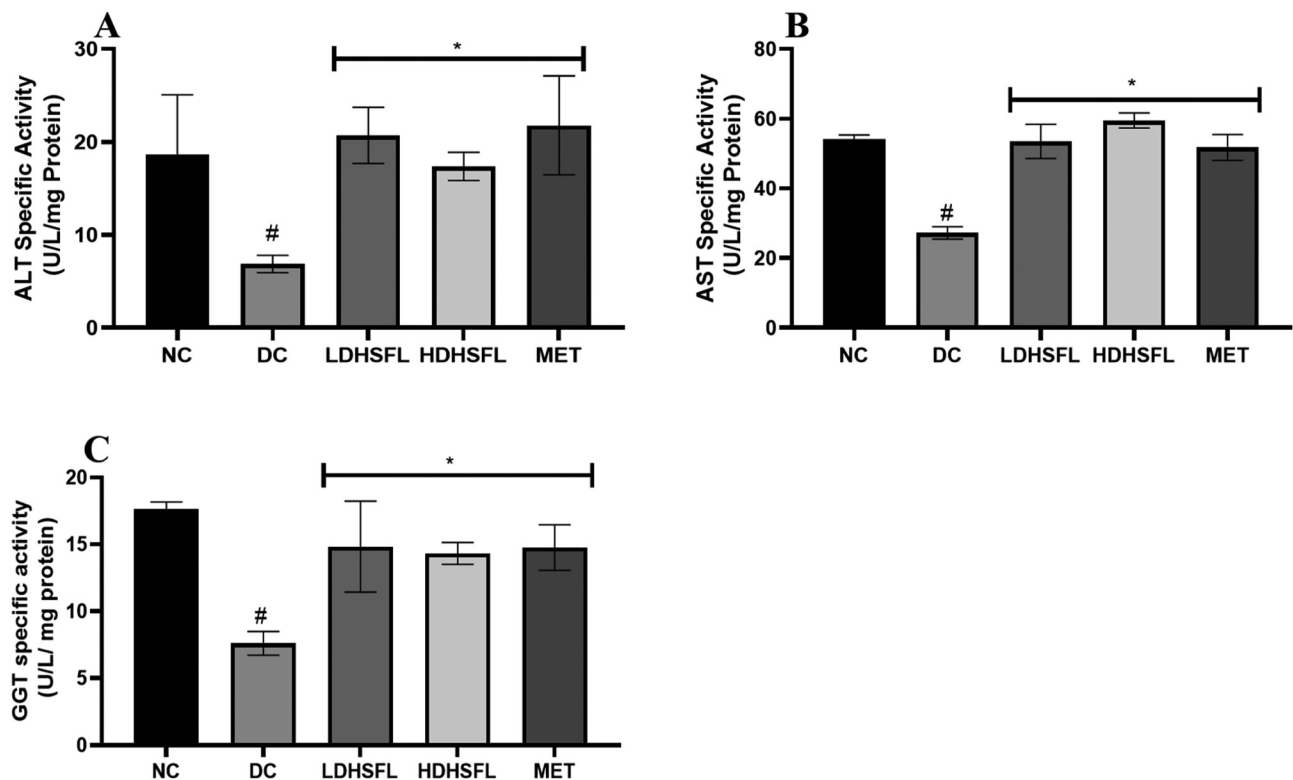 A
ALT Specific Activity
(U/L/mg Protein)
30
20
10
0
*
#
NC DC LDHSFL HDHSFL MET
B
AST Specific Activity
(U/L/mg Protein)
80
60
40
20
0
*
#
NC DC LDHSFL HDHSFL MET
C
GGT specific activity
(U/L/ mg protein)
20
15
10
5
0
*
#
NC DC LDHSFL HDHSFL MET